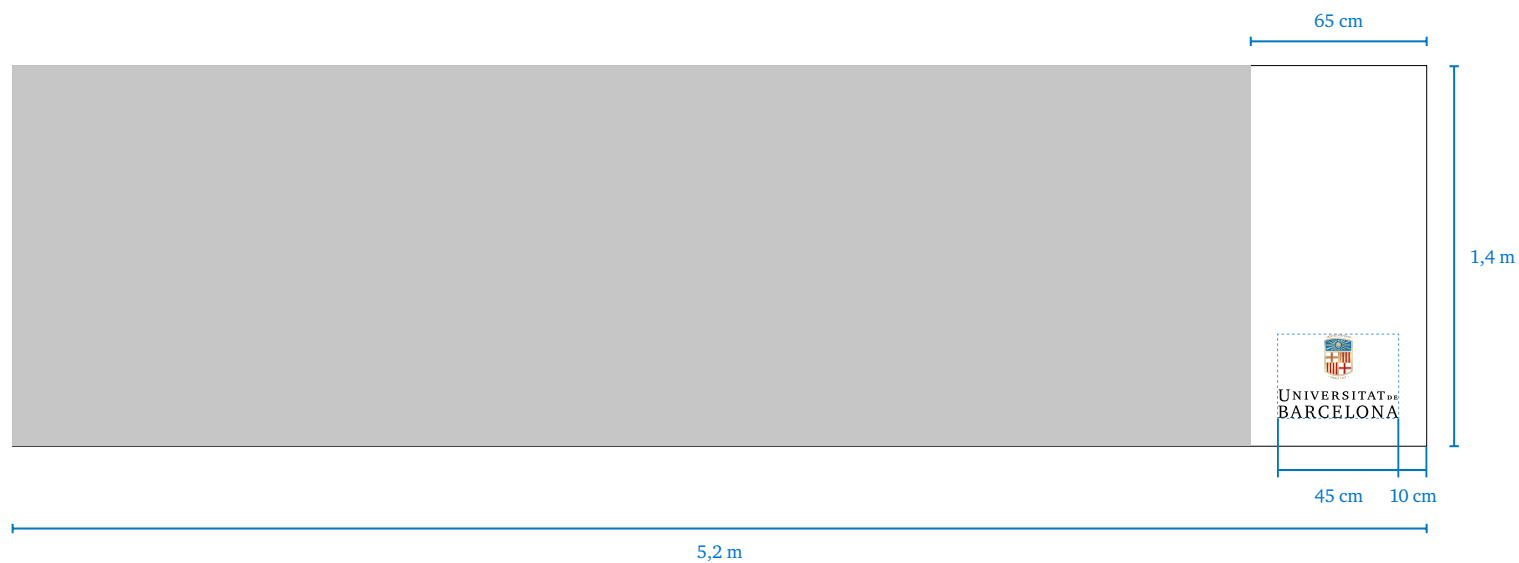 65 cm
1,4 m
UNIVERSITAT DE
BARCELONA
45 cm 10 cm
5,2 m